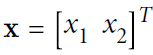 x = [x₁ x₂]ᵀ